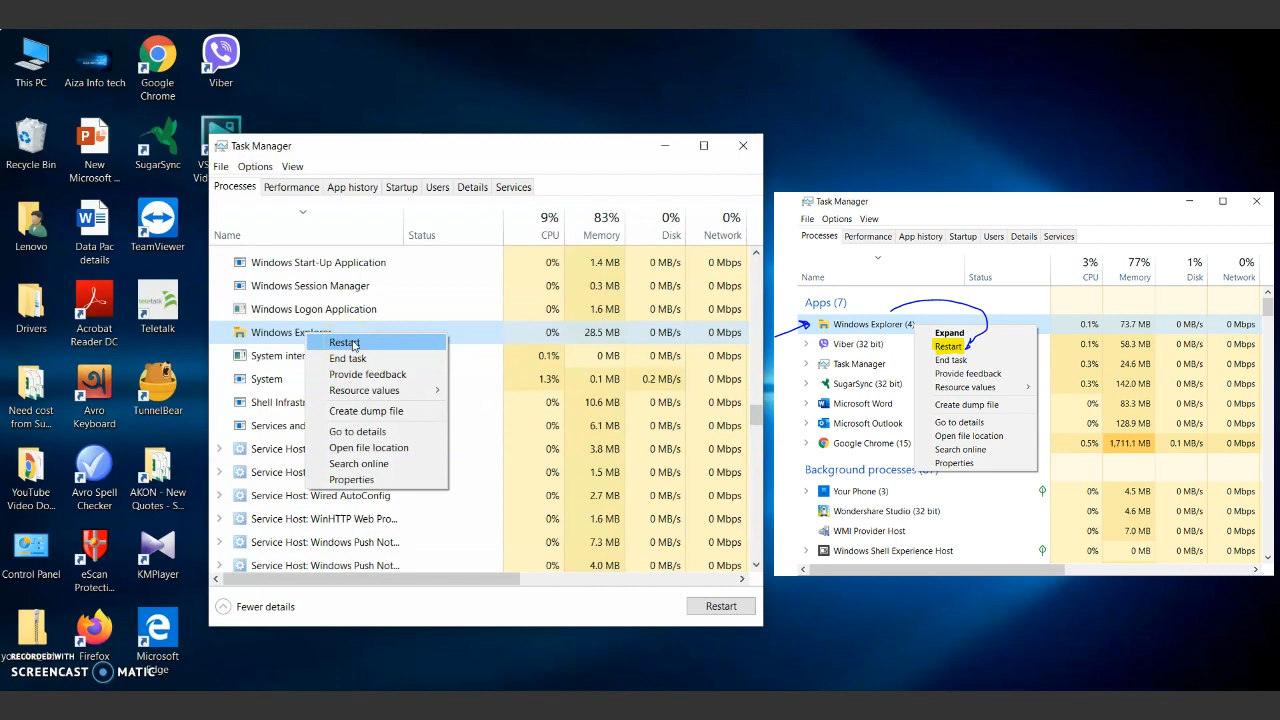 This PC
Aiza Info tech
Google
Chrome
Viber
Recycle Bin
New
Microsoft ...
SugarSync
VS
Vid
Lenovo
Data Pac
details
TeamViewer
Drivers
Acrobat
Reader DC
teletalk
Teletalk
Need cost
from Su...
Avro
Keyboard
TunnelBear
YouTube
Video Do...
Avro Spell
Checker
AKON - New
Quotes - S...
Control Panel
eScan
Protecti...
KMPlayer
Firefox
Microsoft
Edge
RECORDED WITH
SCREENCAST MATIC
Task Manager
File Options View
Processes Performance App history Startup Users Details Services
9% 83% 0% 0%
Name Status CPU Memory Disk Network
Windows Start-Up Application 0% 1.4 MB 0 MB/s 0 Mbps
Windows Session Manager 0% 0.3 MB 0 MB/s 0 Mbps
Windows Logon Application 0% 1.6 MB 0 MB/s 0 Mbps
Windows Explorer 0% 28.5 MB 0 MB/s 0 Mbps
System inter 0.1% 0 MB 0 MB/s 0 Mbps
System 1.3% 0.1 MB 0.2 MB/s 0 Mbps
Shell Infrast 0% 10.6 MB 0 MB/s 0 Mbps
Services and 0% 6.1 MB 0 MB/s 0 Mbps
Service Host 0% 3.8 MB 0 MB/s 0 Mbps
Service Host 0% 1.5 MB 0 MB/s 0 Mbps
Service Host: Wired AutoConfig 0% 2.7 MB 0 MB/s 0 Mbps
Service Host: WinHTTP Web Pro... 0% 1.6 MB 0 MB/s 0 Mbps
Service Host: Windows Push Not... 0% 7.3 MB 0 MB/s 0 Mbps
Service Host: Windows Push Not... 0% 4.0 MB 0 MB/s 0 Mbps
Restart
End task
Provide feedback
Resource values
Create dump file
Go to details
Open file location
Search online
Properties
Fewer details
Restart
Task Manager
File Options View
Processes Performance App history Startup Users Details Services
3% 77% 1% 0%
Name Status CPU Memory Disk Network
Apps (7)
Windows Explorer (4) 0.1% 73.7 MB 0 MB/s 0 Mbps
Viber (32 bit) 0.1% 58.3 MB 0 MB/s 0 Mbps
Task Manager 0.3% 24.6 MB 0 MB/s 0 Mbps
SugarSync (32 bit) 0.3% 142.0 MB 0 MB/s 0 Mbps
Microsoft Word 0% 83.3 MB 0 MB/s 0 Mbps
Microsoft Outlook 0% 128.9 MB 0 MB/s 0 Mbps
Google Chrome (15) 0.5% 1,711.1 MB 0.1 MB/s 0 Mbps
Background processes
Your Phone (3) 0% 4.5 MB 0 MB/s 0 Mbps
Wondershare Studio (32 bit) 0% 4.6 MB 0 MB/s 0 Mbps
WMI Provider Host 0% 7.0 MB 0 MB/s 0 Mbps
Windows Shell Experience Host 0% 0 MB 0 MB/s 0 Mbps
Expand
Restart
End task
Provide feedback
Resource values
Create dump file
Go to details
Open file location
Search online
Properties